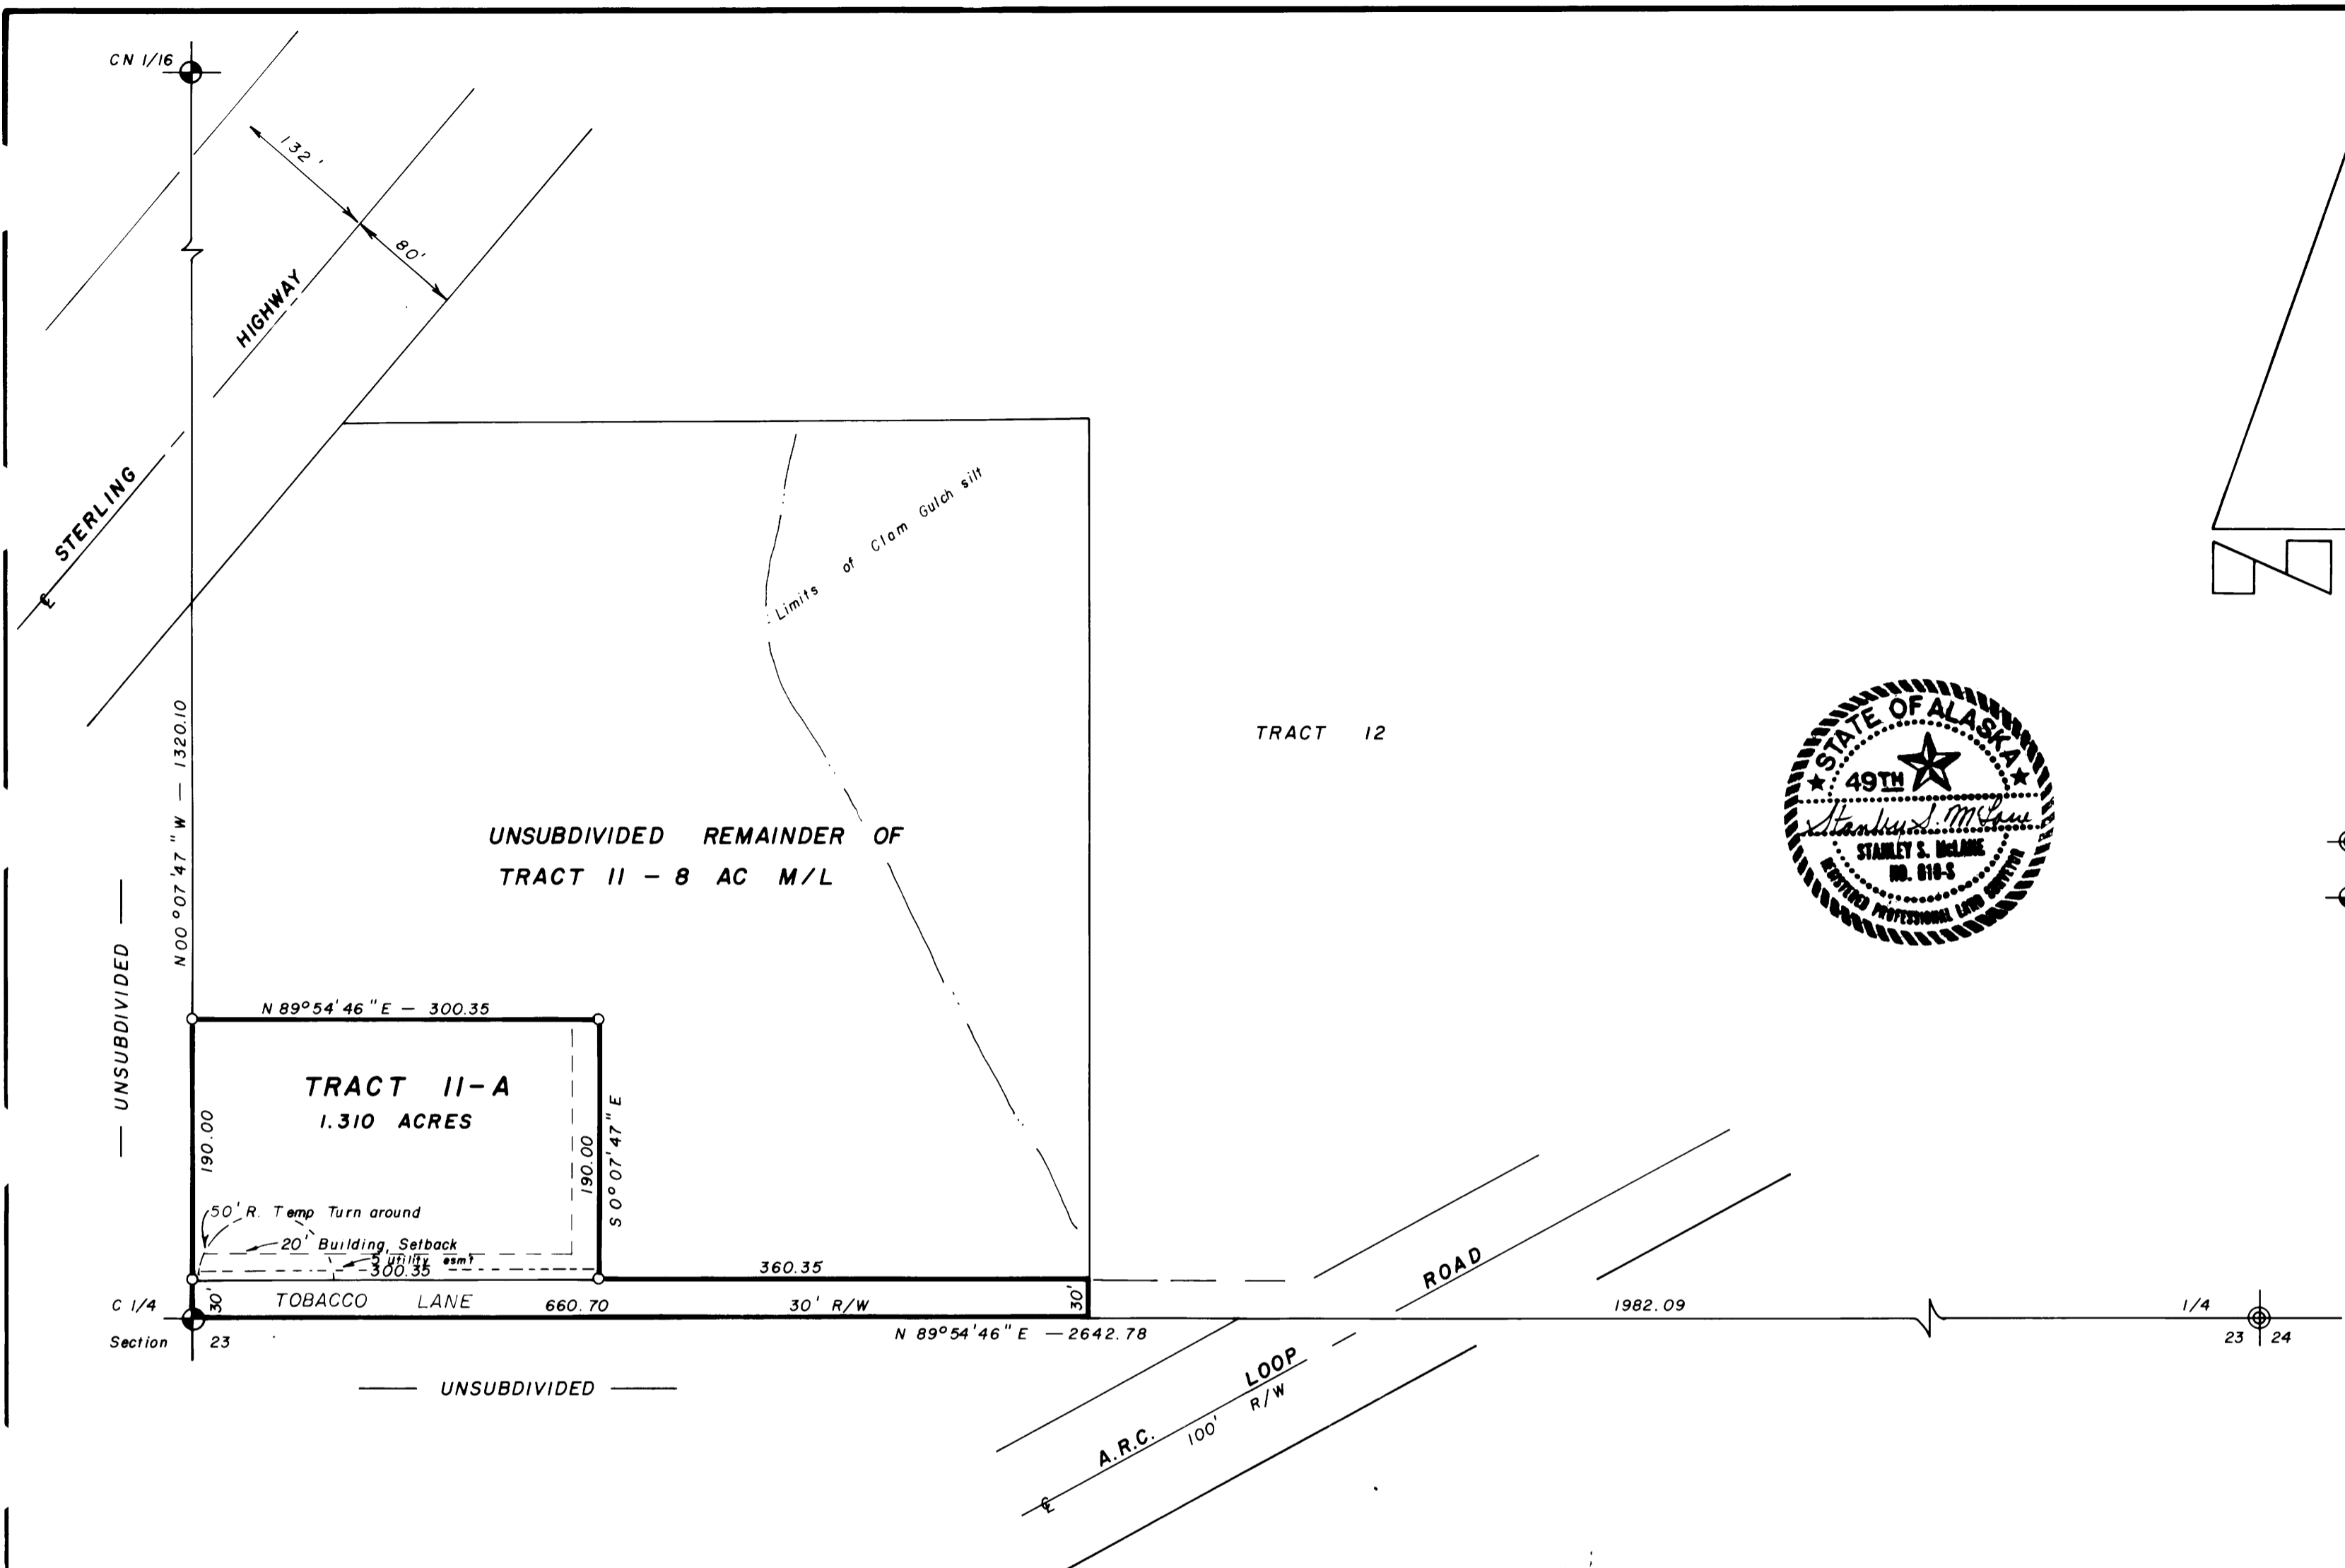 CN 1/16
132'
80'
HIGHWAY
STERLING
Limits of Clam Gulch silt
TRACT 12
STATE OF ALASKA
49TH
Stanley S. McLane
STANLEY S. McLANE
NO. 818-S
REGISTERED PROFESSIONAL LAND SURVEYOR
N 00°07'47" W — 1320.10
UNSUBDIVIDED REMAINDER OF
TRACT 11 - 8 AC M/L
— UNSUBDIVIDED —
N 89°54'46" E — 300.35
TRACT 11-A
1.310 ACRES
190.00
190.00
S 0°07'47" E
50' R. Temp Turn around
20' Building Setback
5' utility esmt
300.35
360.35
C 1/4
30'
TOBACCO LANE
660.70
30' R/W
30'
Section 23
N 89°54'46" E — 2642.78
ROAD
1982.09
1/4
23 24
— UNSUBDIVIDED —
LOOP
R/W
A.R.C.
100'